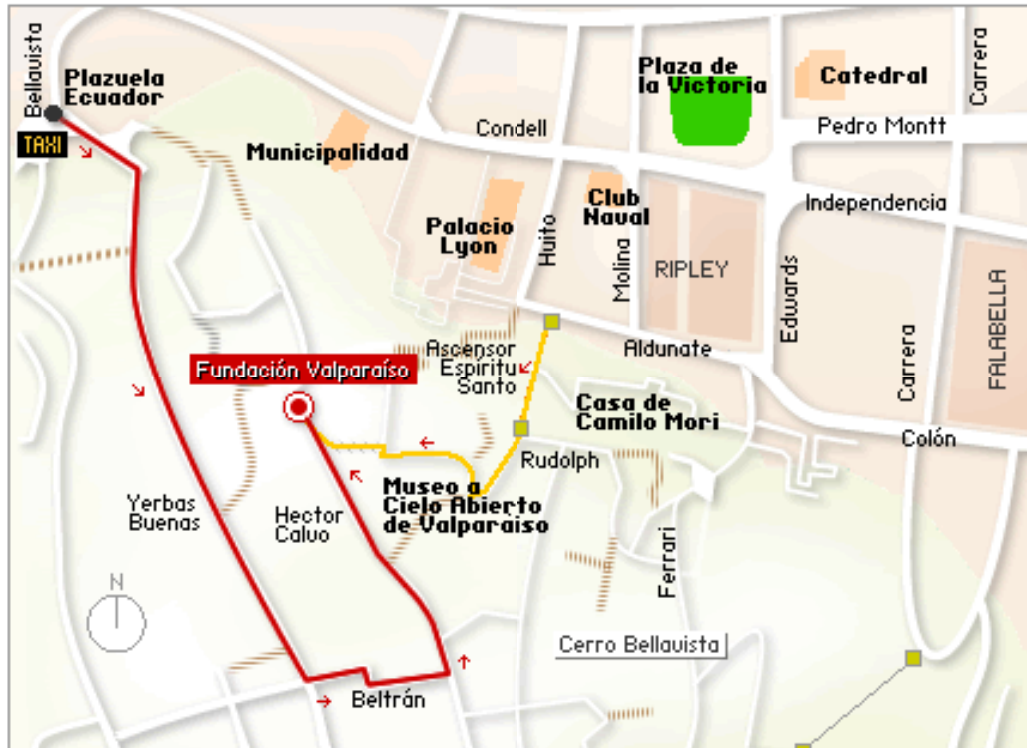 Bellavista
Plazuela
Ecuador
TAXI
Municipalidad
Condell
Plaza de
la Victoria
Catedral
Carrera
Pedro Montt
Palacio
Lyon
Huito
Club
Naval
Molina
RIPLEY
Independencia
Edwards
FALABELLA
Ascensor
Espíritu
Santo
Aldunate
Carrera
Fundación Valparaíso
Casa de
Camilo Mori
Colón
Rudolph
Yerbas
Buenas
Hector
Calvo
Museo a
Cielo Abierto
de Valparaíso
Ferrari
N
Cerro Bellavista
Beltrán